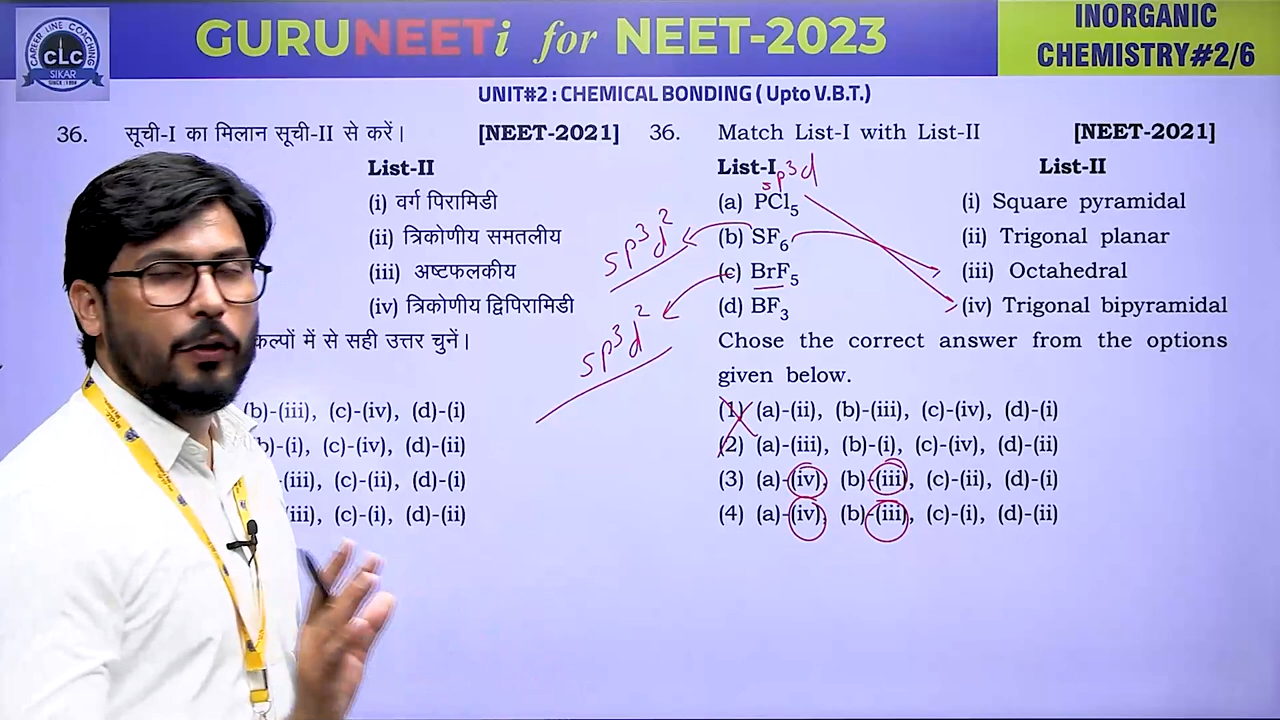 CAREER LINE COACHING
CLC
SIKAR
SINCE : 1996
GURUNEETi for NEET-2023
INORGANIC
CHEMISTRY#2/6
UNIT#2 : CHEMICAL BONDING ( Upto V.B.T.)
36. सूची-I का मिलान सूची-II से करें। [NEET-2021]
List-II
(i) वर्ग पिरामिडी
(ii) त्रिकोणीय समतलीय
(iii) अष्टफलकीय
(iv) त्रिकोणीय द्विपिरामिडी
कल्पों में से सही उत्तर चुनें।
(b)-(iii), (c)-(iv), (d)-(i)
b)-(i), (c)-(iv), (d)-(ii)
(iii), (c)-(ii), (d)-(i)
(iii), (c)-(i), (d)-(ii)
36. Match List-I with List-II [NEET-2021]
List-I List-II
sp³d
(a) PCl₅ (i) Square pyramidal
sp³d² (b) SF₆ (ii) Trigonal planar
(c) BrF₅ (iii) Octahedral
sp³d² (d) BF₃ (iv) Trigonal bipyramidal
Chose the correct answer from the options
given below.
(1) (a)-(ii), (b)-(iii), (c)-(iv), (d)-(i)
(2) (a)-(iii), (b)-(i), (c)-(iv), (d)-(ii)
(3) (a)-(iv), (b)-(iii), (c)-(ii), (d)-(i)
(4) (a)-(iv), (b)-(iii), (c)-(i), (d)-(ii)